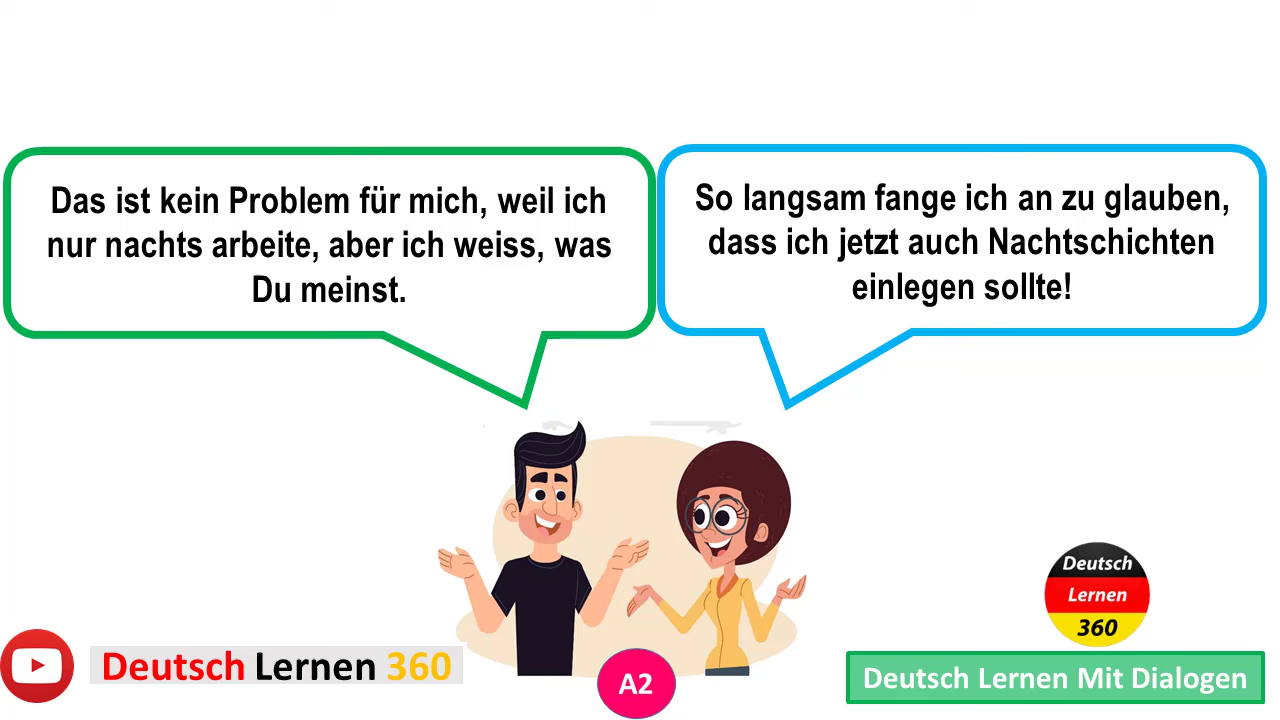 Das ist kein Problem für mich, weil ich
nur nachts arbeite, aber ich weiss, was
Du meinst.
So langsam fange ich an zu glauben,
dass ich jetzt auch Nachtschichten
einlegen sollte!
Deutsch
Lernen
360
Deutsch Lernen 360
A2
Deutsch Lernen Mit Dialogen